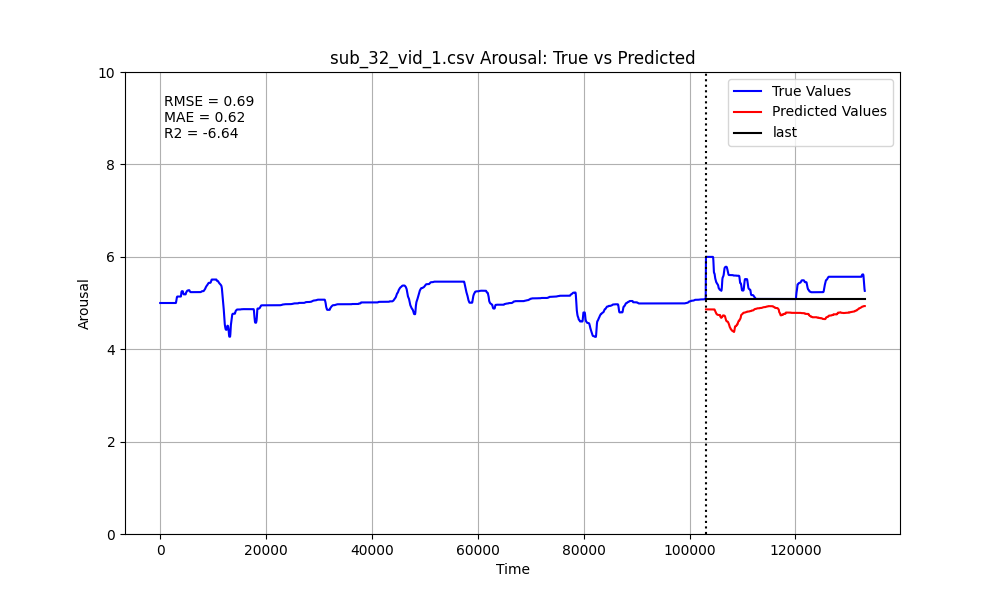 sub_32_vid_1.csv Arousal: True vs Predicted
RMSE = 0.69
MAE = 0.62
R2 = -6.64
True Values
Predicted Values
last
Arousal
10
8
6
4
2
0
0
20000
40000
60000
80000
100000
120000
Time